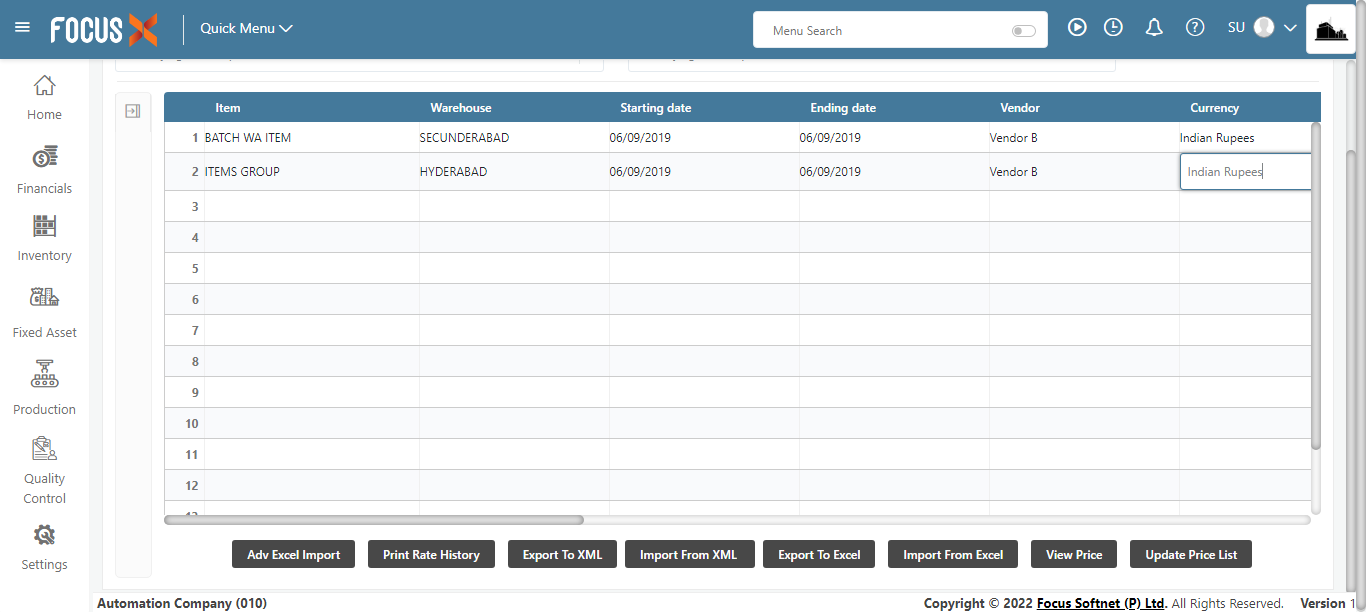 FOCUS X
Quick Menu
Menu Search
SU
Home
Financials
Inventory
Fixed Asset
Production
Quality
Control
Settings
Item Warehouse Starting date Ending date Vendor Currency
1 BATCH WA ITEM SECUNDERABAD 06/09/2019 06/09/2019 Vendor B Indian Rupees
2 ITEMS GROUP HYDERABAD 06/09/2019 06/09/2019 Vendor B Indian Rupees
3
4
5
6
7
8
9
10
11
12
Adv Excel Import Print Rate History Export To XML Import From XML Export To Excel Import From Excel View Price Update Price List
Automation Company (010) Copyright © 2022 Focus Softnet (P) Ltd. All Rights Reserved. Version 1